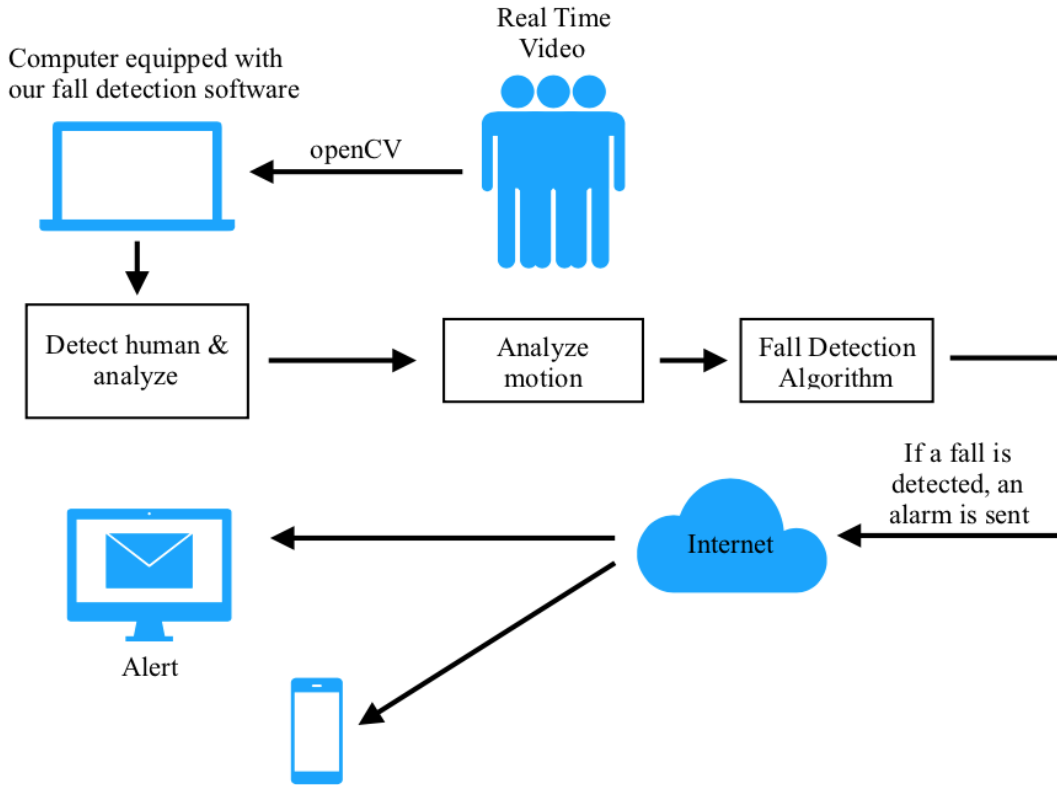 Real Time
Video
Computer equipped with
our fall detection software
openCV
Detect human &
analyze
Analyze
motion
Fall Detection
Algorithm
If a fall is
detected, an
alarm is sent
Internet
Alert